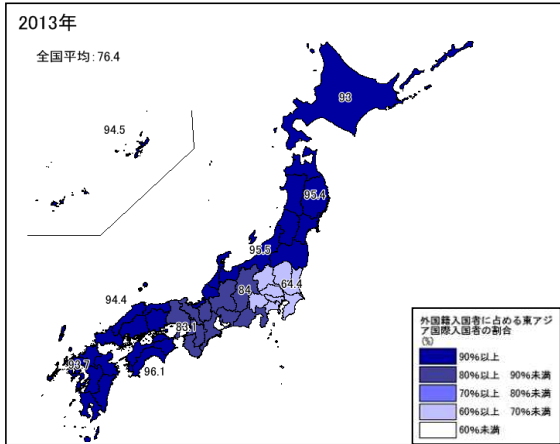 2013年
全国平均：76.4
93
94.5
95.4
95.5
64.4
84
94.4
83.1
93.7
96.1
外国籍入国者に占める東アジ
ア国際入国者の割合
(%)
90%以上
80%以上 90%未満
70%以上 80%未満
60%以上 70%未満
60%未満